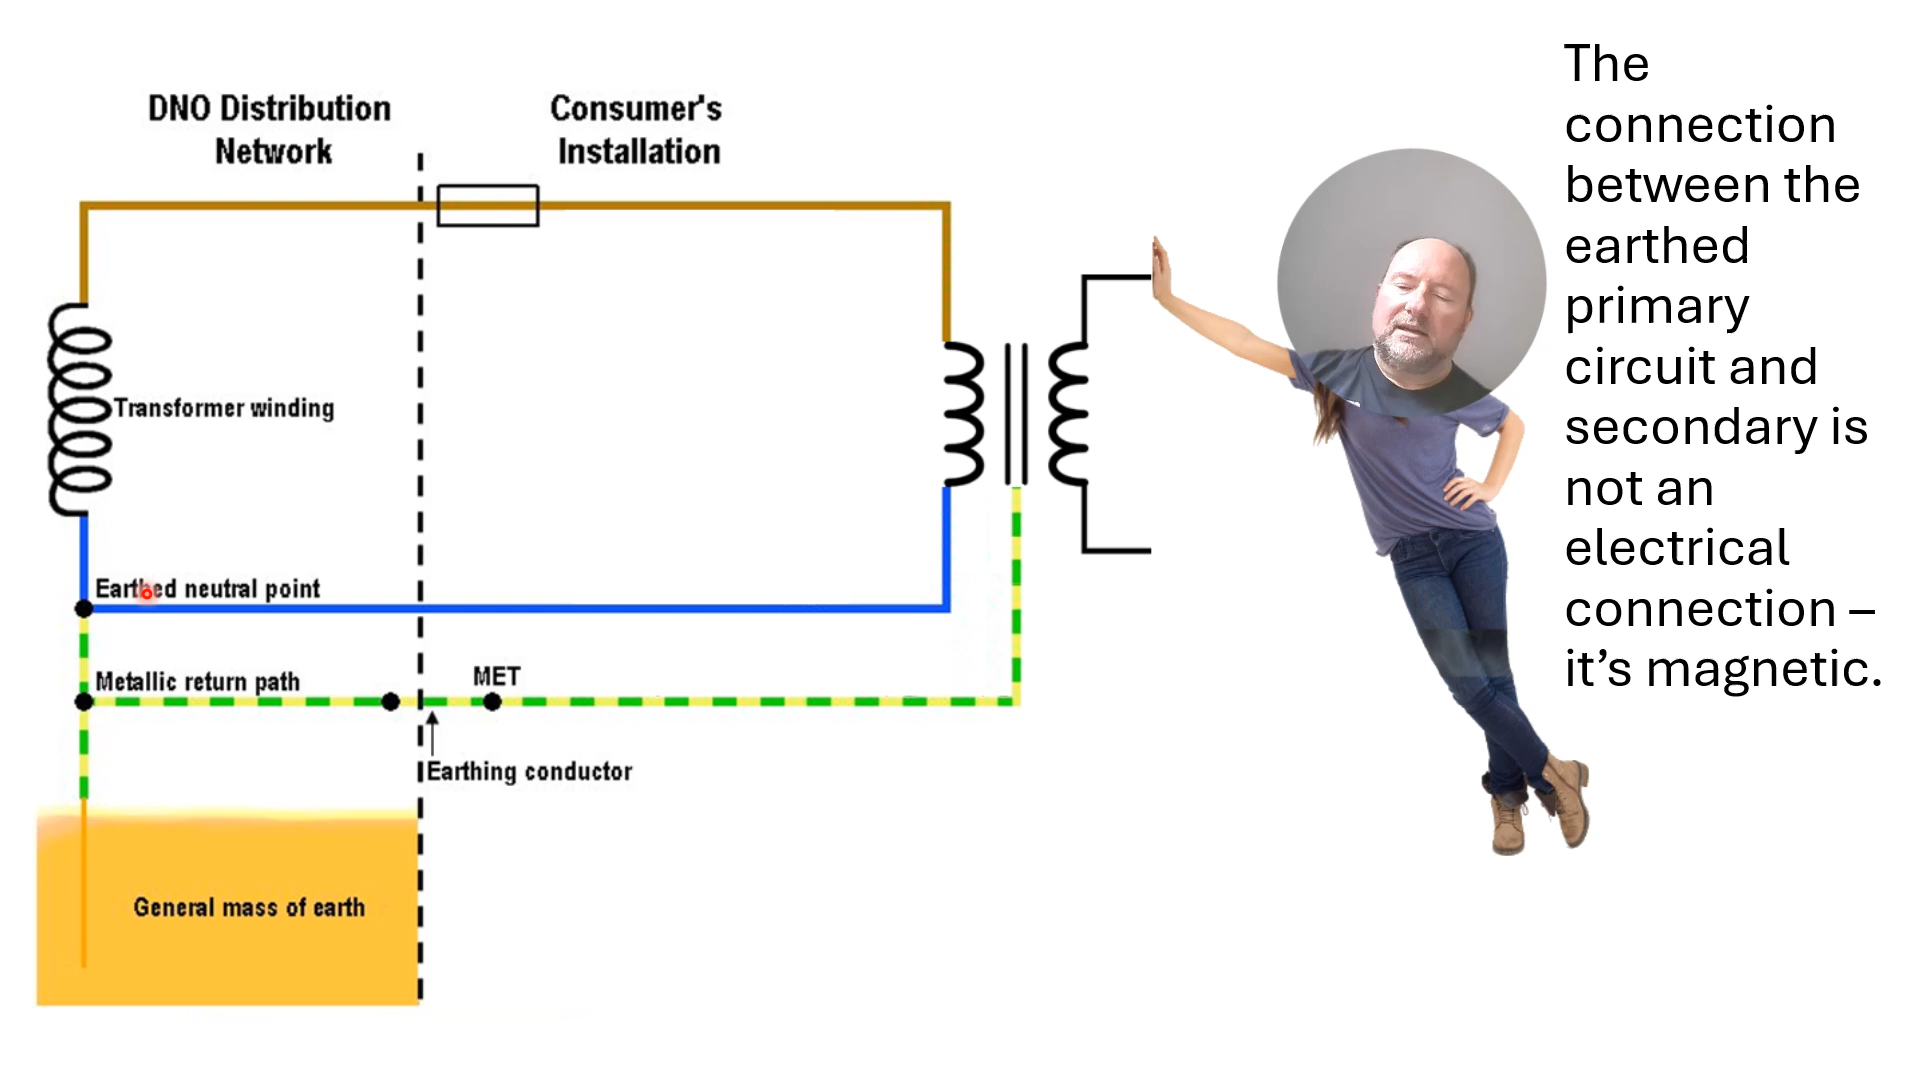 DNO Distribution
Network
Consumer's
Installation
Transformer winding
Earthed neutral point
Metallic return path
MET
Earthing conductor
General mass of earth
The
connection
between the
earthed
primary
circuit and
secondary is
not an
electrical
connection –
it’s magnetic.